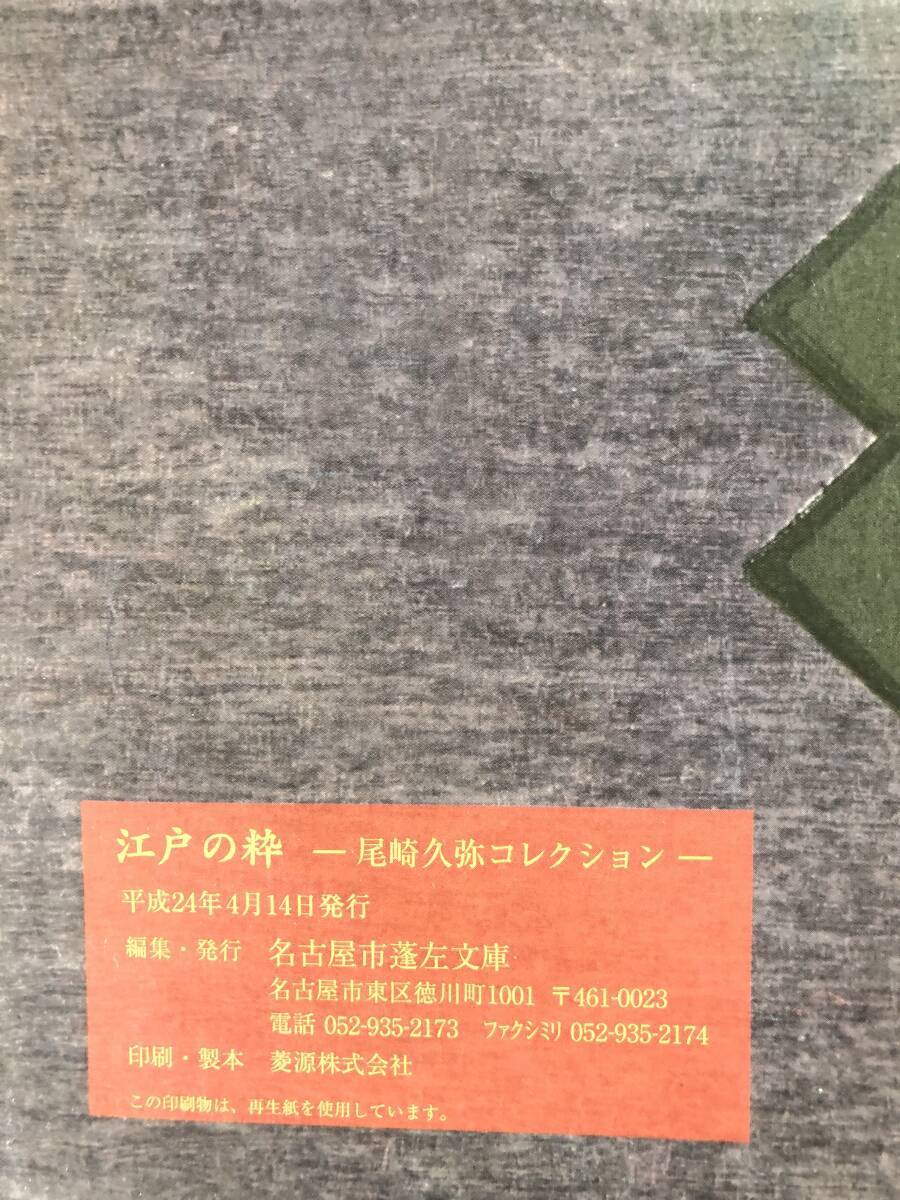 江戸の粋 ― 尾崎久弥コレクション ―
平成24年4月14日発行
編集・発行 名古屋市蓬左文庫
名古屋市東区徳川町1001 〒461-0023
電話 052-935-2173 ファクシミリ 052-935-2174
印刷・製本 菱源株式会社
この印刷物は、再生紙を使用しています。